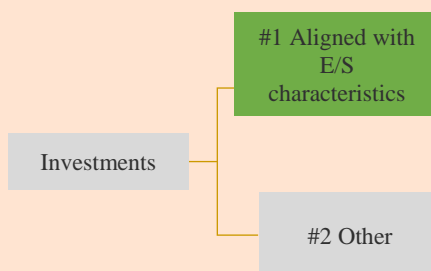 #1 Aligned with
E/S
characteristics
Investments
#2 Other